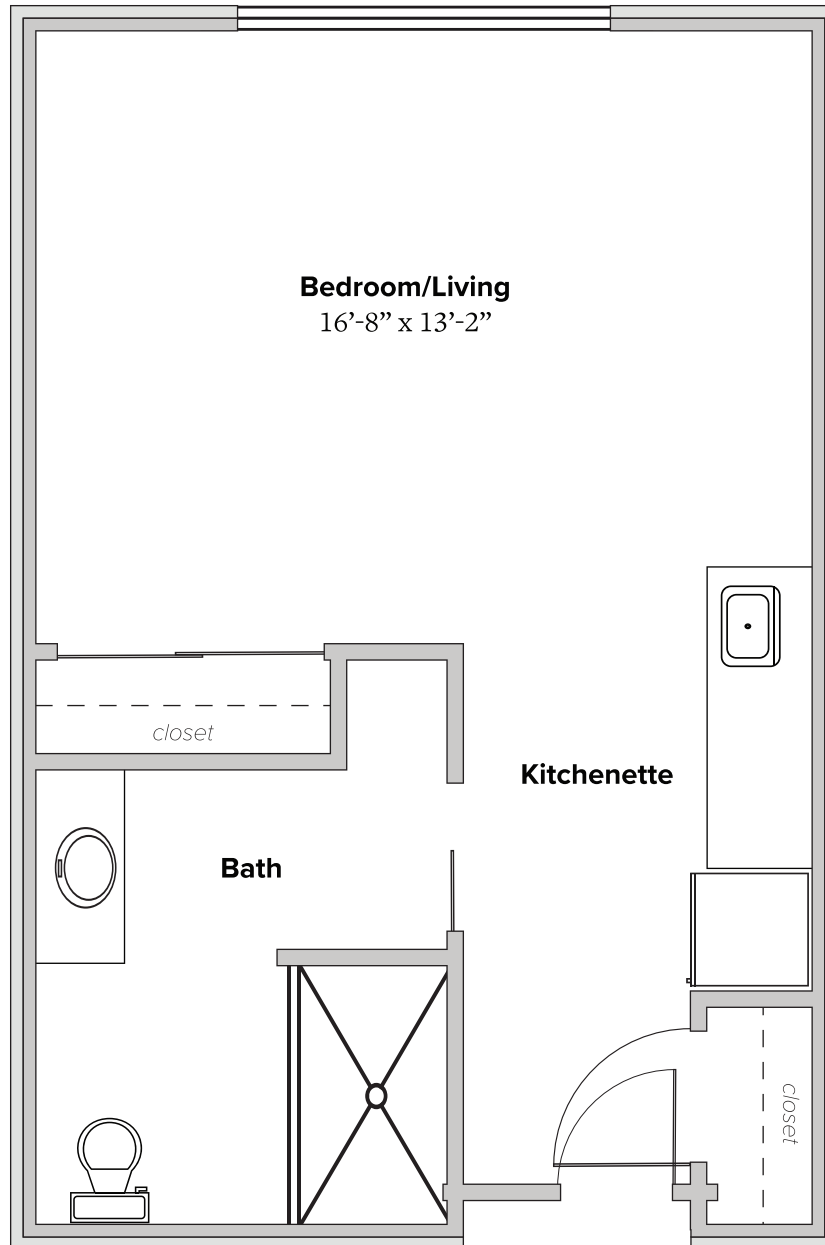 Bedroom/Living
16’-8” x 13’-2”
closet
Kitchenette
Bath
closet